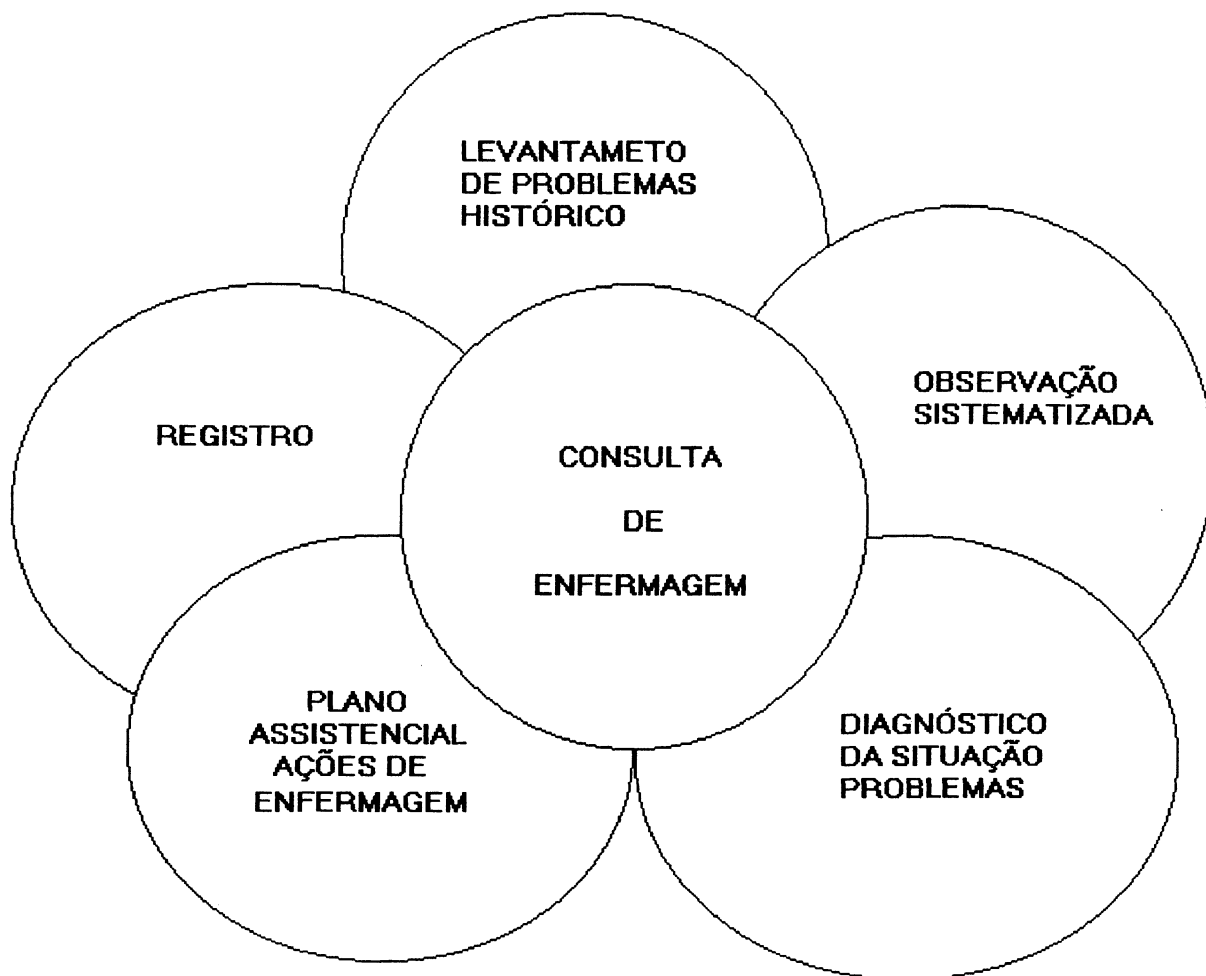 LEVANTAMETO
DE PROBLEMAS
HISTÓRICO
OBSERVAÇÃO
SISTEMATIZADA
REGISTRO
CONSULTA
DE
ENFERMAGEM
PLANO
ASSISTENCIAL
AÇÕES DE
ENFERMAGEM
DIAGNÓSTICO
DA SITUAÇÃO
PROBLEMAS